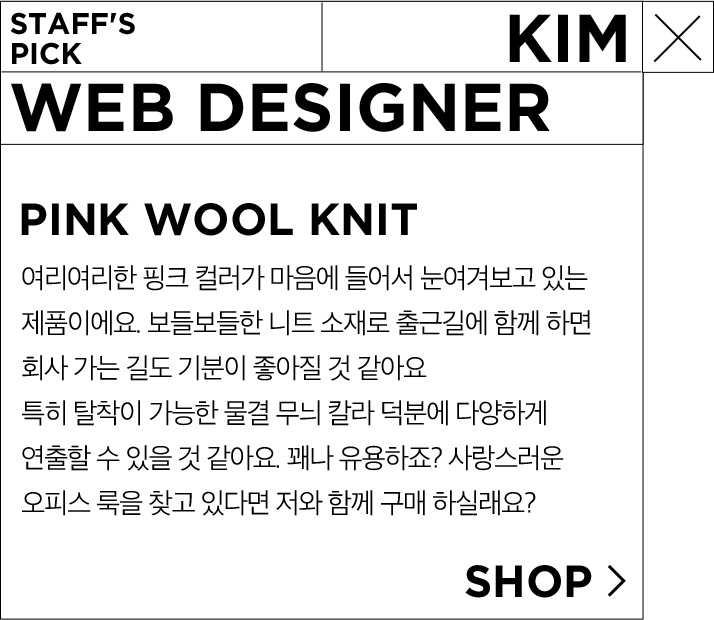 STAFF'S
PICK
KIM
WEB DESIGNER
PINK WOOL KNIT
여리여리한 핑크 컬러가 마음에 들어서 눈여겨보고 있는
제품이에요. 보들보들한 니트 소재로 출근길에 함께 하면
회사 가는 길도 기분이 좋아질 것 같아요
특히 탈착이 가능한 물결 무늬 칼라 덕분에 다양하게
연출할 수 있을 것 같아요. 꽤나 유용하죠? 사랑스러운
오피스 룩을 찾고 있다면 저와 함께 구매 하실래요?
SHOP >